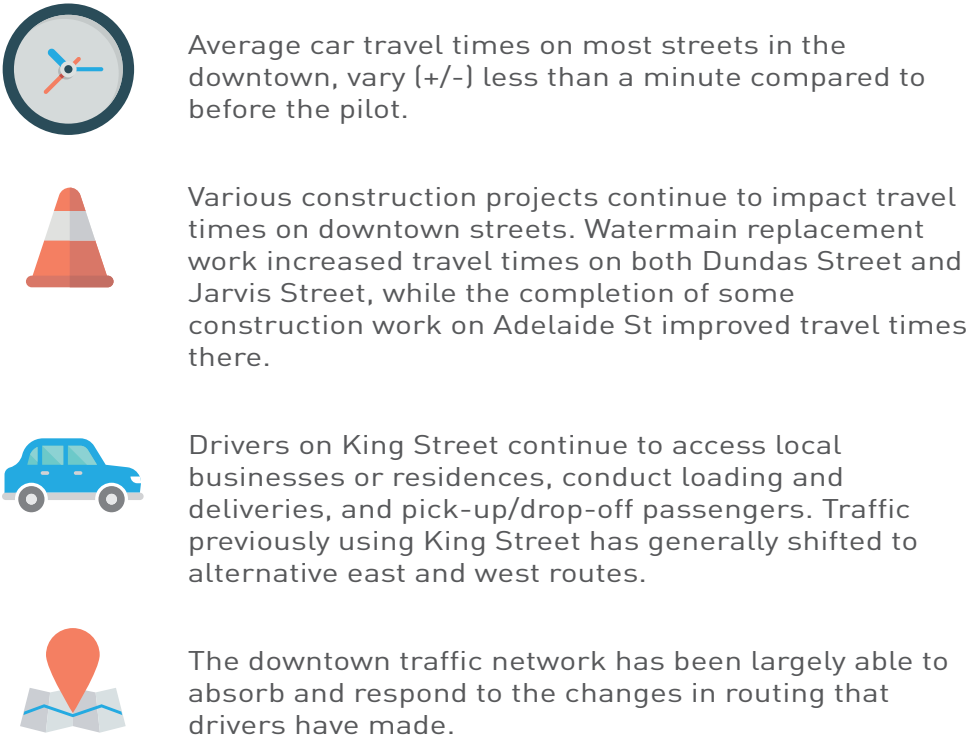 Average car travel times on most streets in the
downtown, vary (+/-) less than a minute compared to
before the pilot.
Various construction projects continue to impact travel
times on downtown streets. Watermain replacement
work increased travel times on both Dundas Street and
Jarvis Street, while the completion of some
construction work on Adelaide St improved travel times
there.
Drivers on King Street continue to access local
businesses or residences, conduct loading and
deliveries, and pick-up/drop-off passengers. Traffic
previously using King Street has generally shifted to
alternative east and west routes.
The downtown traffic network has been largely able to
absorb and respond to the changes in routing that
drivers have made.